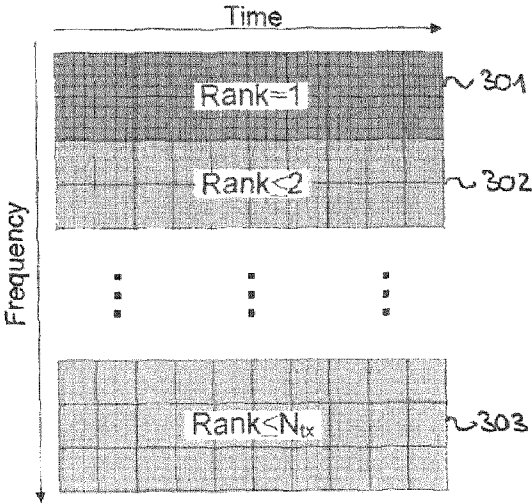 Time
Frequency
Rank=1
301
Rank≤2
302
Rank≤Ntx
303